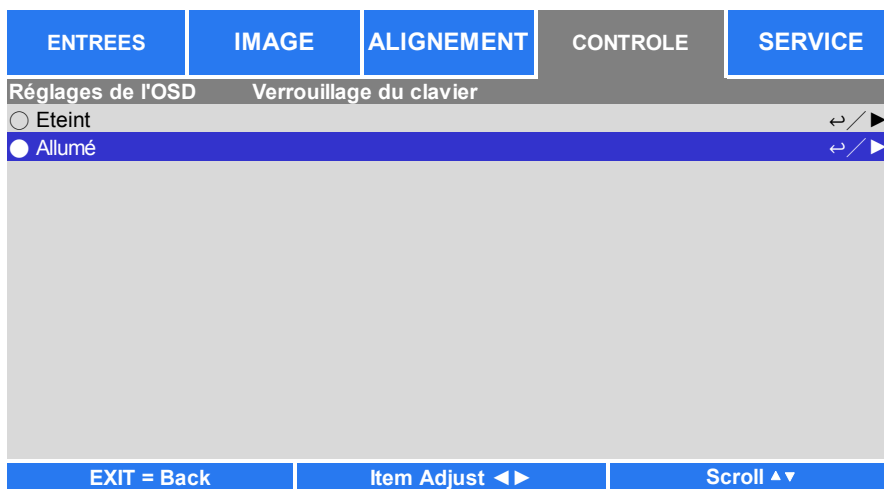 ENTREES IMAGE ALIGNEMENT CONTROLE SERVICE
Réglages de l'OSD Verrouillage du clavier
Eteint ↩/▶
Allumé ↩/▶
EXIT = Back Item Adjust ◀▶ Scroll ▲▼